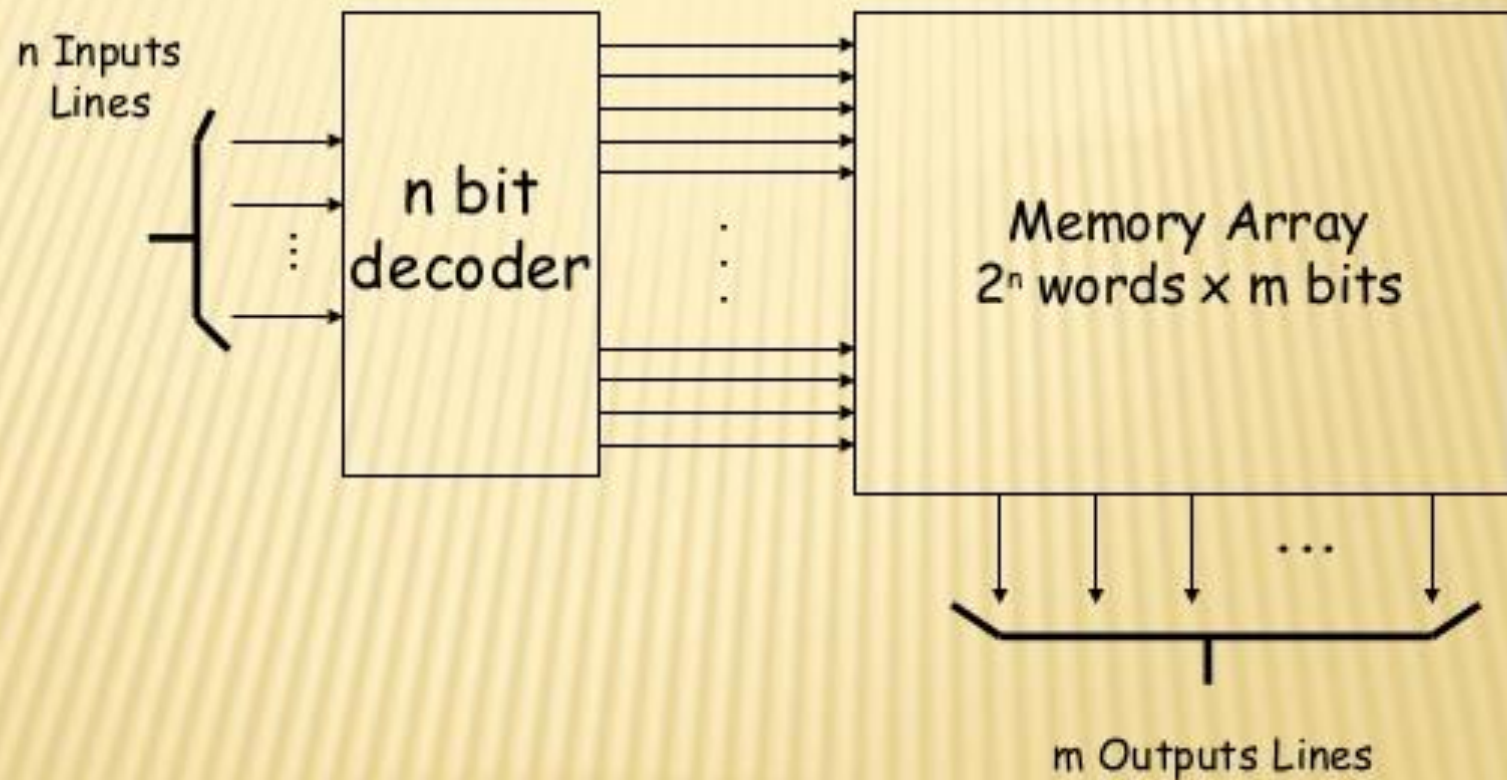 n Inputs
Lines
n bit
decoder
Memory Array
2ⁿ words x m bits
m Outputs Lines